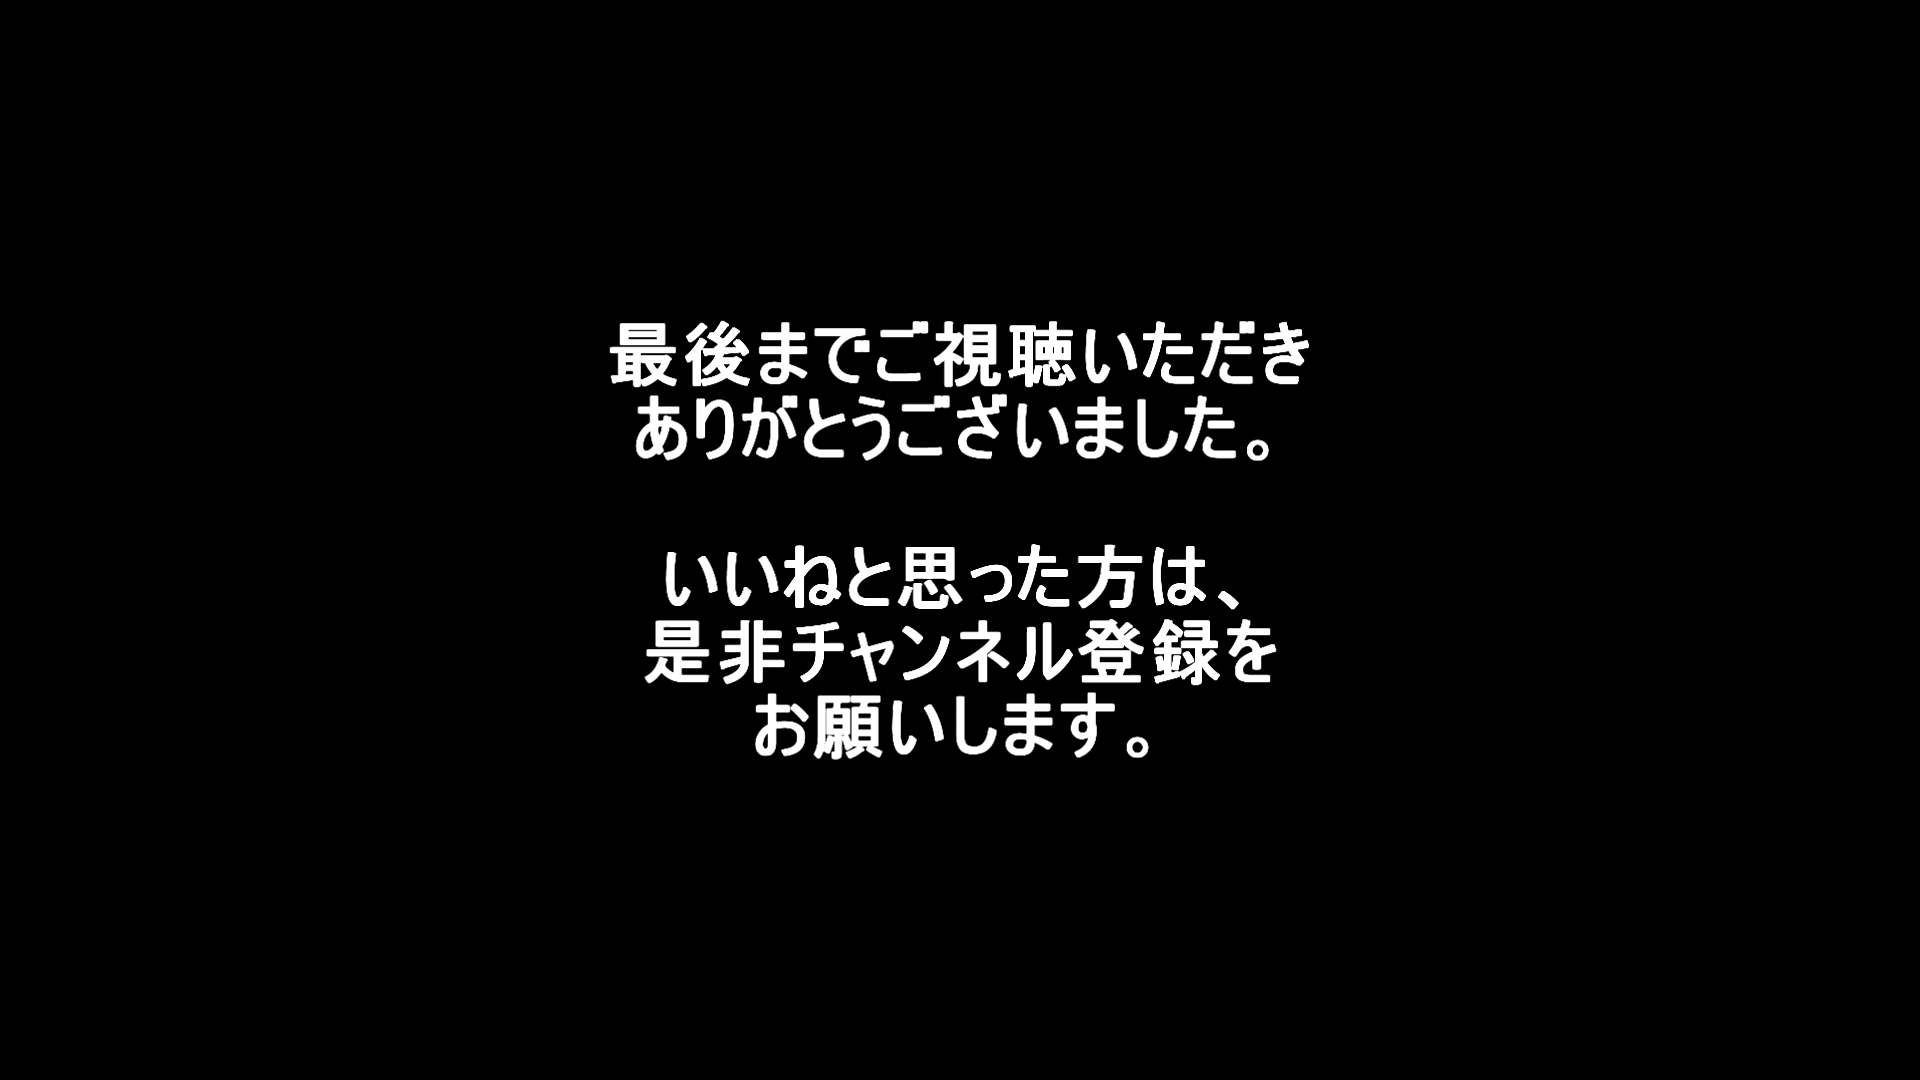 最後までご視聴いただき
ありがとうございました。
いいねと思った方は、
是非チャンネル登録を
お願いします。